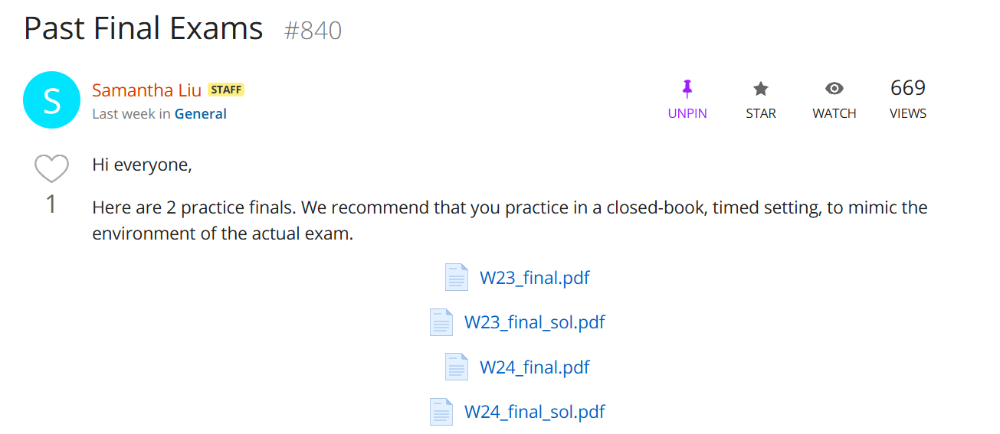 Past Final Exams #840
Samantha Liu STAFF
Last week in General
UNPIN
STAR
WATCH
669
VIEWS
1
Hi everyone,
Here are 2 practice finals. We recommend that you practice in a closed-book, timed setting, to mimic the
environment of the actual exam.
W23_final.pdf
W23_final_sol.pdf
W24_final.pdf
W24_final_sol.pdf
S